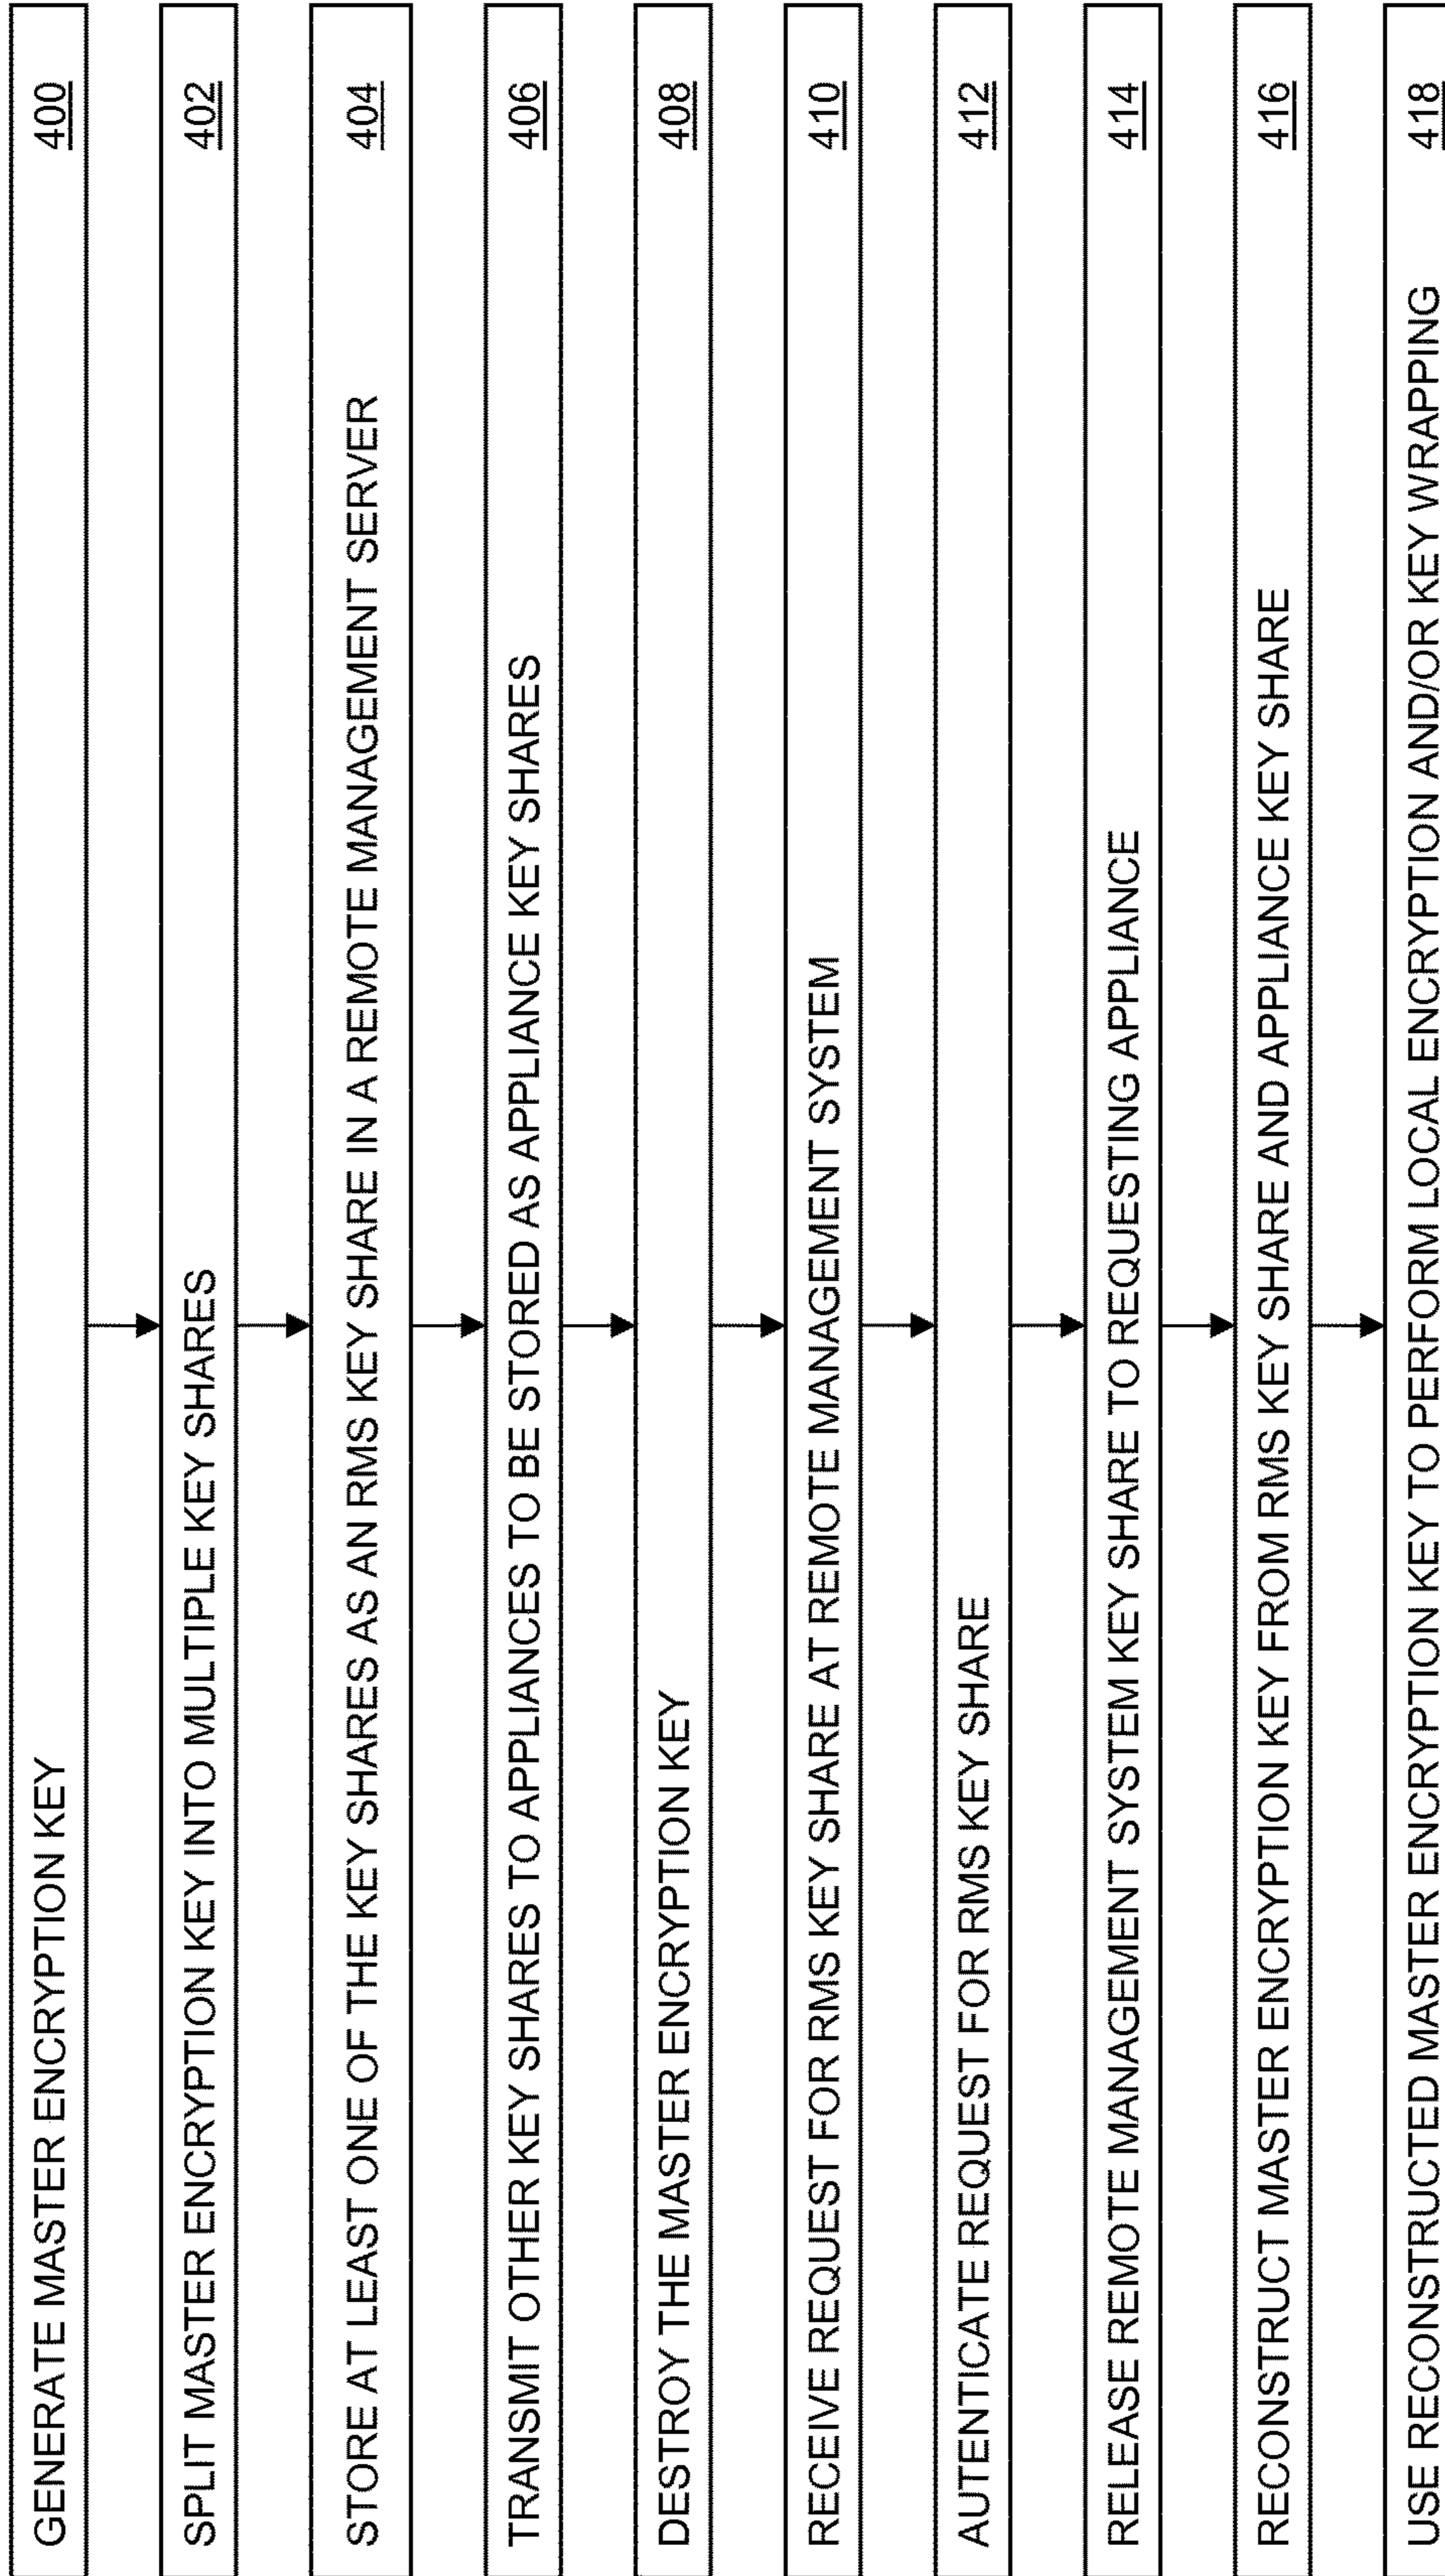 GENERATE MASTER ENCRYPTION KEY 400
SPLIT MASTER ENCRYPTION KEY INTO MULTIPLE KEY SHARES 402
STORE AT LEAST ONE OF THE KEY SHARES AS AN RMS KEY SHARE IN A REMOTE MANAGEMENT SERVER 404
TRANSMIT OTHER KEY SHARES TO APPLIANCES TO BE STORED AS APPLIANCE KEY SHARES 406
DESTROY THE MASTER ENCRYPTION KEY 408
RECEIVE REQUEST FOR RMS KEY SHARE AT REMOTE MANAGEMENT SYSTEM 410
AUTENTICATE REQUEST FOR RMS KEY SHARE 412
RELEASE REMOTE MANAGEMENT SYSTEM KEY SHARE TO REQUESTING APPLIANCE 414
RECONSTRUCT MASTER ENCRYPTION KEY FROM RMS KEY SHARE AND APPLIANCE KEY SHARE 416
USE RECONSTRUCTED MASTER ENCRYPTION KEY TO PERFORM LOCAL ENCRYPTION AND/OR KEY WRAPPING 418